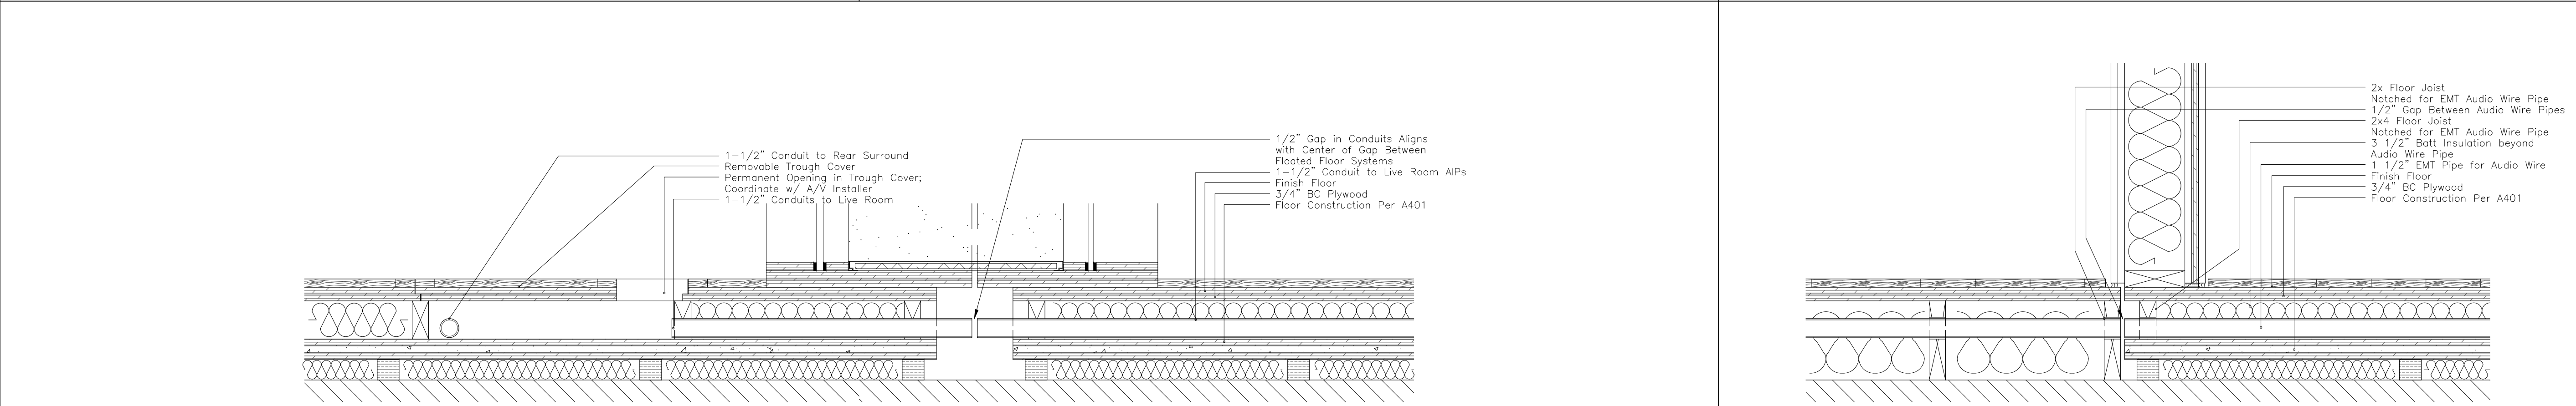 1-1/2" Conduit to Rear Surround
Removable Trough Cover
Permanent Opening in Trough Cover;
Coordinate w/ A/V Installer
1-1/2" Conduits to Live Room
1/2" Gap in Conduits Aligns
with Center of Gap Between
Floated Floor Systems
1-1/2" Conduit to Live Room AIPs
Finish Floor
3/4" BC Plywood
Floor Construction Per A401
2x Floor Joist
Notched for EMT Audio Wire Pipe
1/2" Gap Between Audio Wire Pipes
2x4 Floor Joist
Notched for EMT Audio Wire Pipe
3 1/2" Batt Insulation beyond
Audio Wire Pipe
1 1/2" EMT Pipe for Audio Wire
Finish Floor
3/4" BC Plywood
Floor Construction Per A401